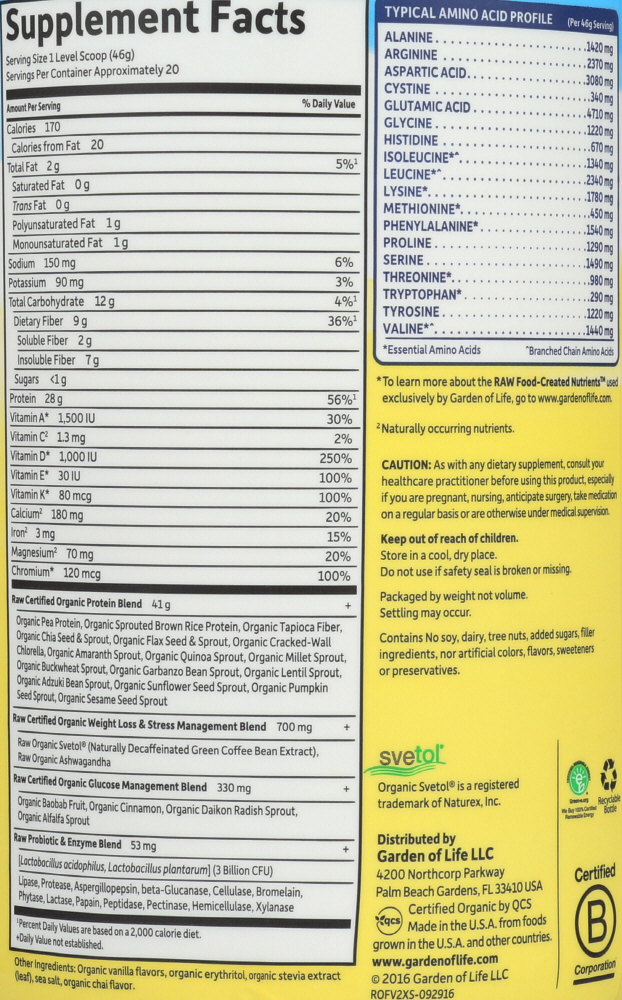 Supplement Facts
Serving Size 1 Level Scoop (46g)
Servings Per Container Approximately 20
Amount Per Serving % Daily Value
Calories 170
Calories from Fat 20
Total Fat 2 g 5%¹
Saturated Fat 0 g
Trans Fat 0 g
Polyunsaturated Fat 1 g
Monounsaturated Fat 1 g
Sodium 150 mg 6%
Potassium 90 mg 3%
Total Carbohydrate 12 g 4%¹
Dietary Fiber 9 g 36%¹
Soluble Fiber 2 g
Insoluble Fiber 7 g
Sugars <1 g
Protein 28 g 56%¹
Vitamin A* 1,500 IU 30%
Vitamin C² 1.3 mg 2%
Vitamin D* 1,000 IU 250%
Vitamin E* 30 IU 100%
Vitamin K* 80 mcg 100%
Calcium² 180 mg 20%
Iron² 3 mg 15%
Magnesium² 70 mg 20%
Chromium* 120 mcg 100%
Raw Certified Organic Protein Blend 41 g +
Organic Pea Protein, Organic Sprouted Brown Rice Protein, Organic Tapioca Fiber,
Organic Chia Seed & Sprout, Organic Flax Seed & Sprout, Organic Cracked-Wall
Chlorella, Organic Amaranth Sprout, Organic Quinoa Sprout, Organic Millet Sprout,
Organic Buckwheat Sprout, Organic Garbanzo Bean Sprout, Organic Lentil Sprout,
Organic Adzuki Bean Sprout, Organic Sunflower Seed Sprout, Organic Pumpkin
Seed Sprout, Organic Sesame Seed Sprout
Raw Certified Organic Weight Loss & Stress Management Blend 700 mg +
Raw Organic Svetol® (Naturally Decaffeinated Green Coffee Bean Extract),
Raw Organic Ashwagandha
Raw Certified Organic Glucose Management Blend 330 mg +
Organic Baobab Fruit, Organic Cinnamon, Organic Daikon Radish Sprout,
Organic Alfalfa Sprout
Raw Probiotic & Enzyme Blend 53 mg +
[Lactobacillus acidophilus, Lactobacillus plantarum] (3 Billion CFU)
Lipase, Protease, Aspergillopepsin, beta-Glucanase, Cellulase, Bromelain,
Phytase, Lactase, Papain, Peptidase, Pectinase, Hemicellulase, Xylanase
¹Percent Daily Values are based on a 2,000 calorie diet.
+Daily Value not established.
Other Ingredients: Organic vanilla flavors, organic erythritol, organic stevia extract
(leaf), sea salt, organic chai flavor.
TYPICAL AMINO ACID PROFILE (Per 46g Serving)
ALANINE ..........1420 mg
ARGININE ..........2370 mg
ASPARTIC ACID ..........3080 mg
CYSTINE ..........340 mg
GLUTAMIC ACID ..........4710 mg
GLYCINE ..........1220 mg
HISTIDINE ..........670 mg
ISOLEUCINE*^ ..........1340 mg
LEUCINE*^ ..........2340 mg
LYSINE* ..........1780 mg
METHIONINE* ..........450 mg
PHENYLALANINE* ..........1540 mg
PROLINE ..........1290 mg
SERINE ..........1490 mg
THREONINE* ..........980 mg
TRYPTOPHAN* ..........290 mg
TYROSINE ..........1220 mg
VALINE*^ ..........1440 mg
*Essential Amino Acids ^Branched Chain Amino Acids
*To learn more about the RAW Food-Created Nutrients™ used
exclusively by Garden of Life, go to www.gardenoflife.com.
²Naturally occurring nutrients.
CAUTION: As with any dietary supplement, consult your
healthcare practitioner before using this product, especially
if you are pregnant, nursing, anticipate surgery, take medication
on a regular basis or are otherwise under medical supervision.
Keep out of reach of children.
Store in a cool, dry place.
Do not use if safety seal is broken or missing.
Packaged by weight not volume.
Settling may occur.
Contains No soy, dairy, tree nuts, added sugars, filler
ingredients, nor artificial colors, flavors, sweeteners
or preservatives.
svetol®
Organic Svetol® is a registered
trademark of Naturex, Inc.
Green-e.org
We Buy 100% Certified
Renewable Energy
Recyclable
Bottle
Distributed by
Garden of Life LLC
4200 Northcorp Parkway
Palm Beach Gardens, FL 33410 USA
qcs
Certified Organic by QCS
Made in the U.S.A. from foods
grown in the U.S.A. and other countries.
www.gardenoflife.com
© 2016 Garden of Life LLC
ROFV2XS-092916
Certified
B
Corporation